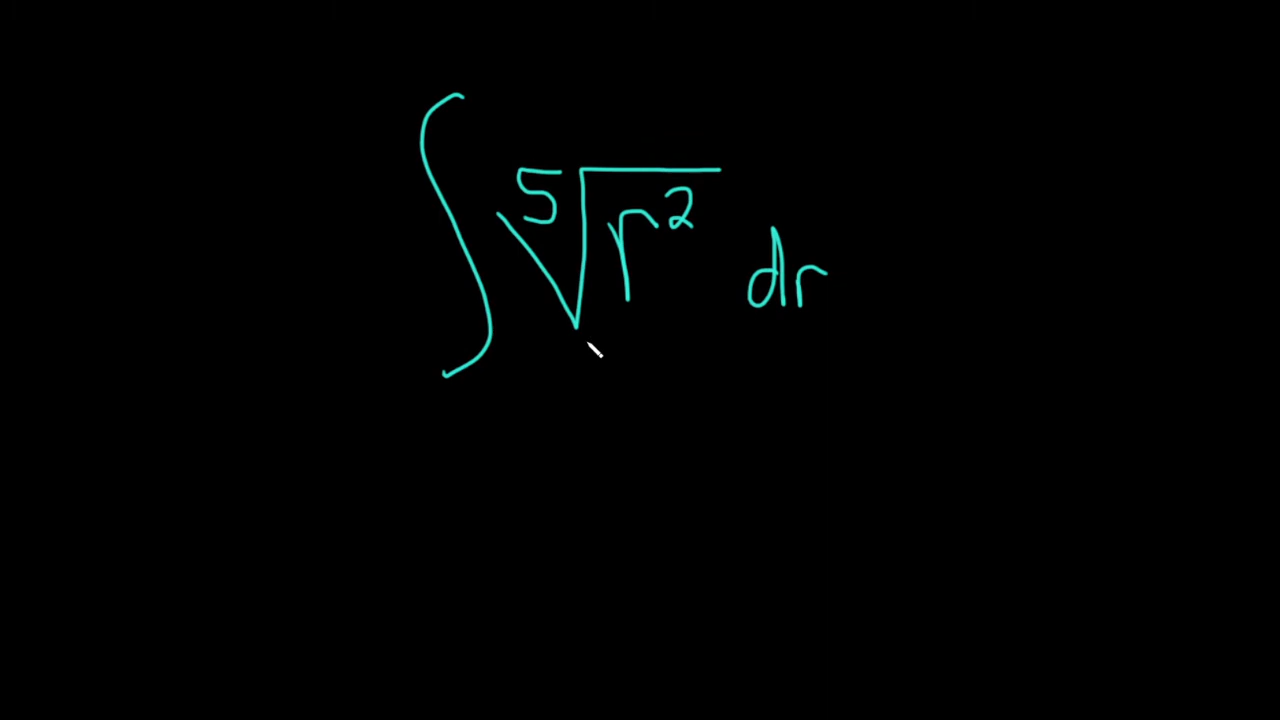 ∫ ⁵√r² dr